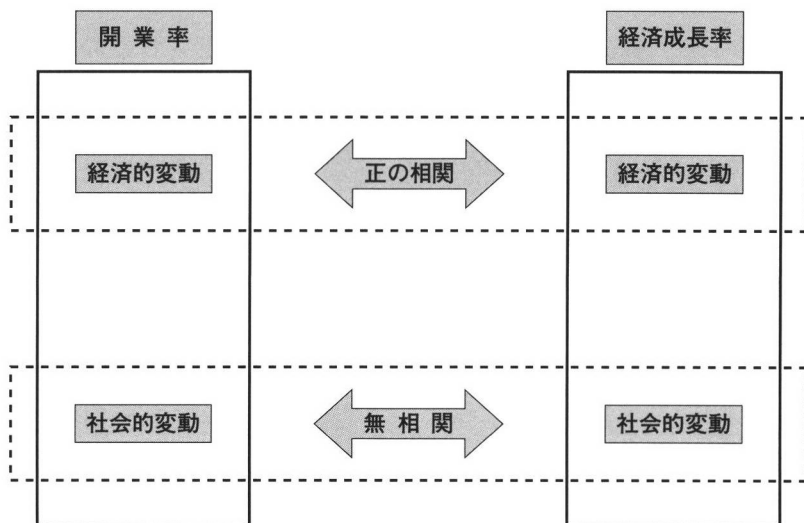 開業率
経済成長率
経済的変動
正の相関
経済的変動
社会的変動
無相関
社会的変動